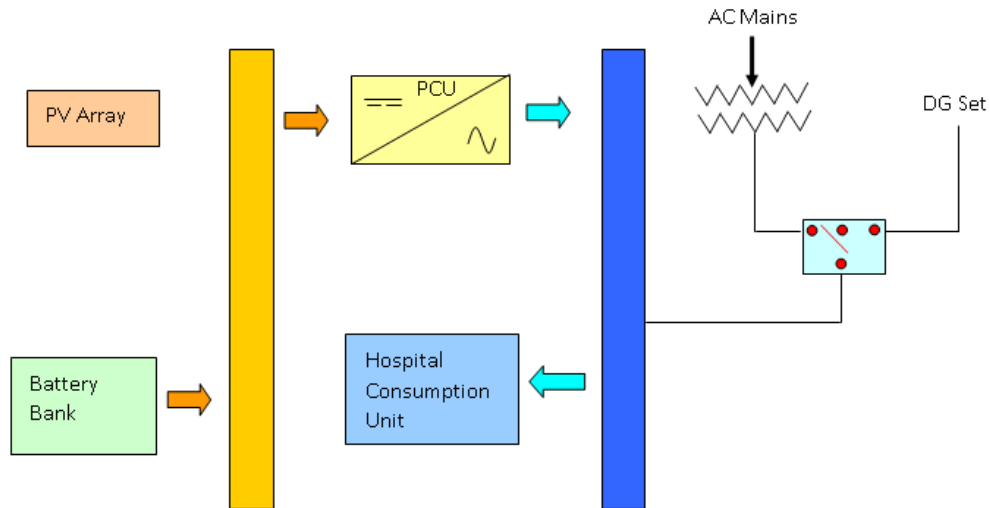 AC Mains
PCU
PV Array
DG Set
Battery
Bank
Hospital
Consumption
Unit